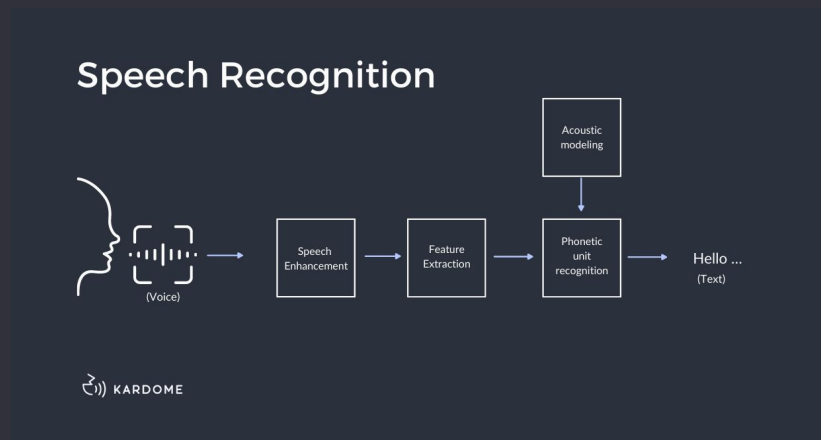 Speech Recognition
Acoustic
modeling
Speech
Enhancement
Feature
Extraction
Phonetic
unit
recognition
Hello ...
(Text)
(Voice)
KARDOME